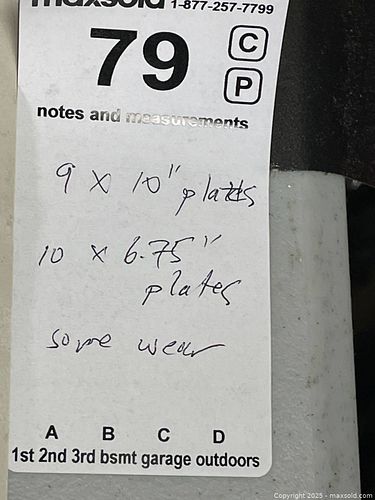 maxsold 1-877-257-7799
79
C
P
notes and measurements
9 x 10" plates
10 x 6.75"
plates
some wear
A B C D
1st 2nd 3rd bsmt garage outdoors
Copyright 2025 - maxsold.com